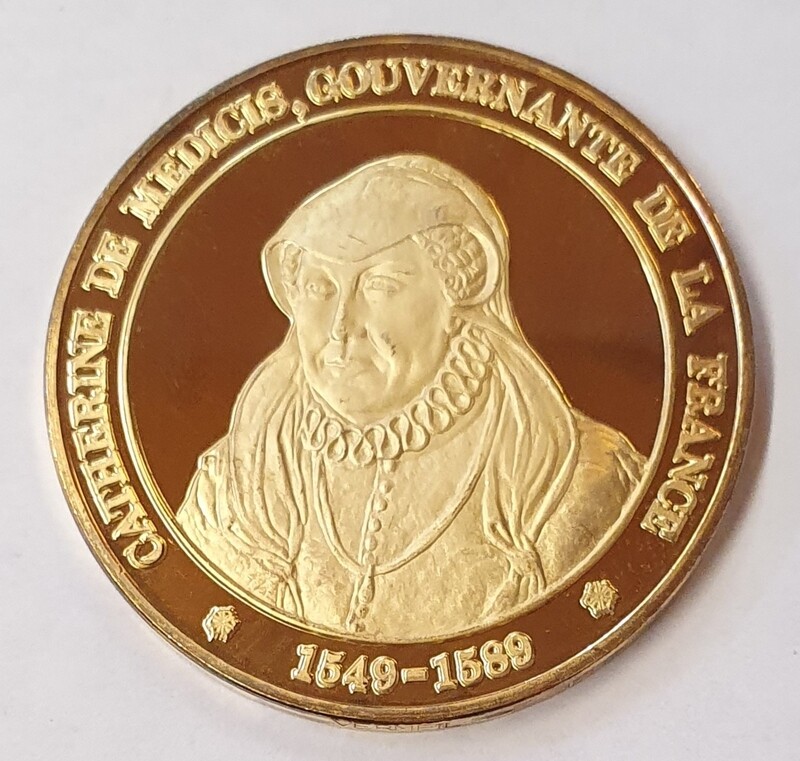 CATHERINE DE MEDICIS, GOUVERNANTE DE LA FRANCE
1549-1589